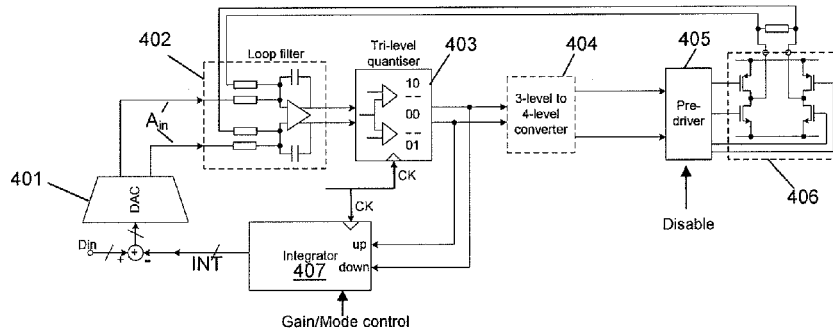 402
Loop filter
Tri-level
quantiser
403
10
00
01
404
3-level to
4-level
converter
405
Pre-
driver
406
Disable
Ain
401
DAC
CK
CK
Din
+
-
INT
Integrator
407
up
down
Gain/Mode control